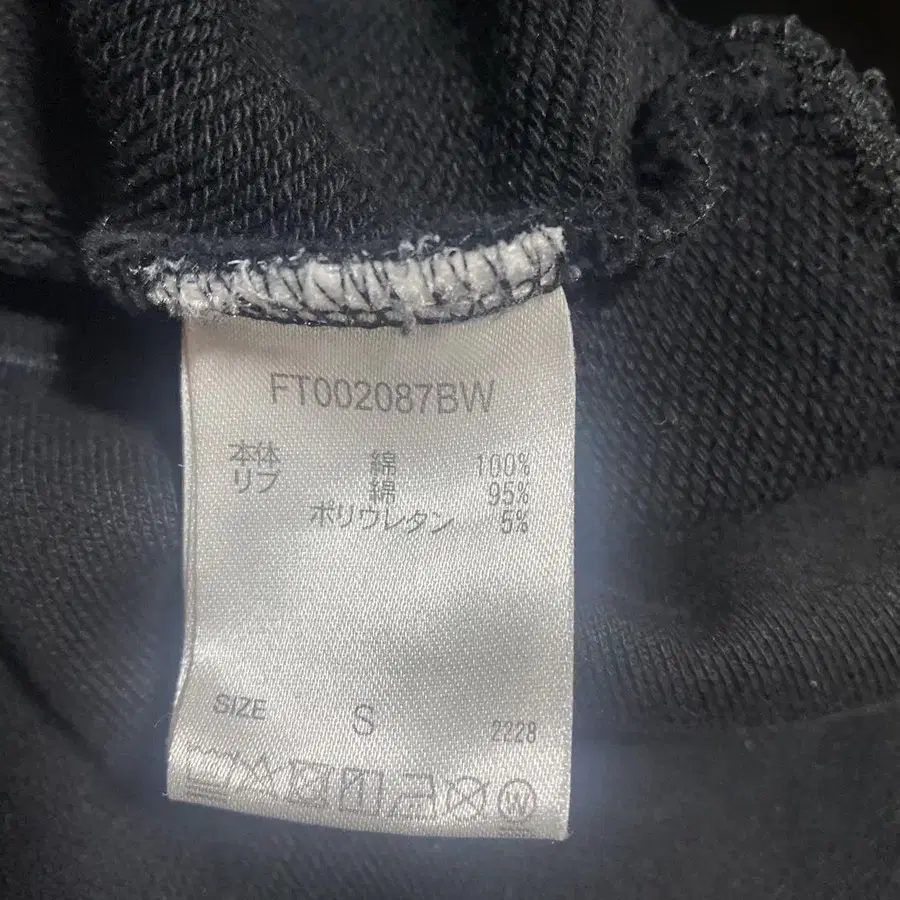 FT002087BW
本体 綿 100%
リブ 綿 95%
ポリウレタン 5%
SIZE S 2228
W